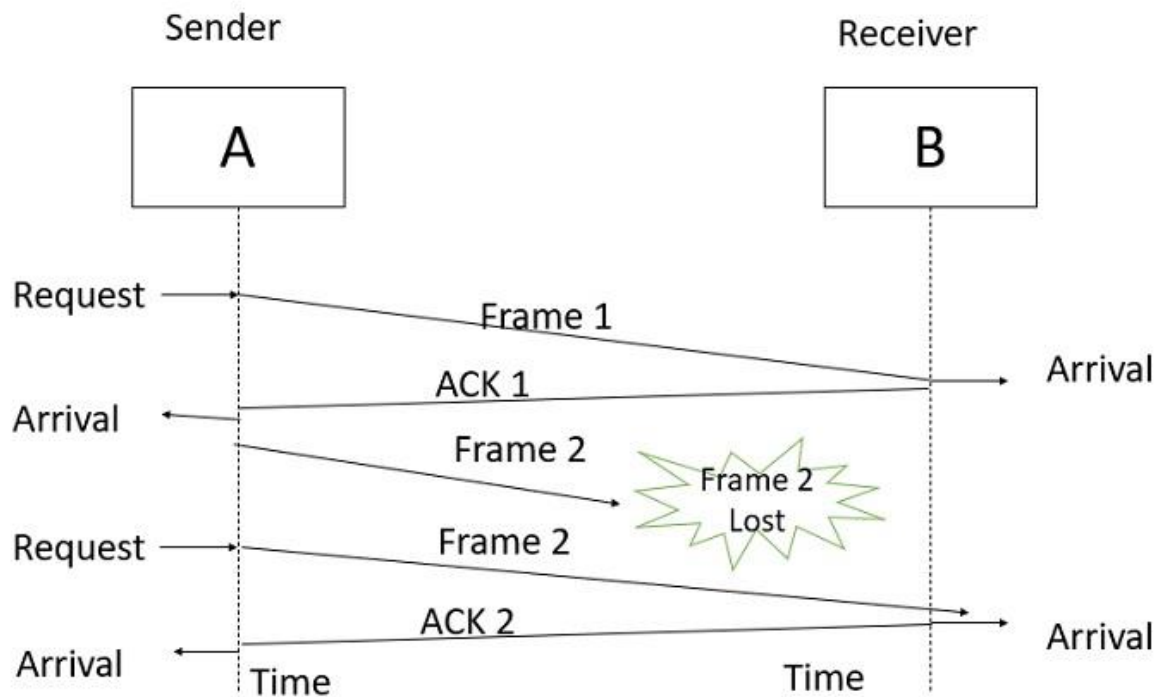 Sender
Receiver
A
B
Request
Frame 1
Arrival
ACK 1
Arrival
Frame 2
Frame 2
Lost
Request
Frame 2
ACK 2
Arrival
Arrival
Time
Time